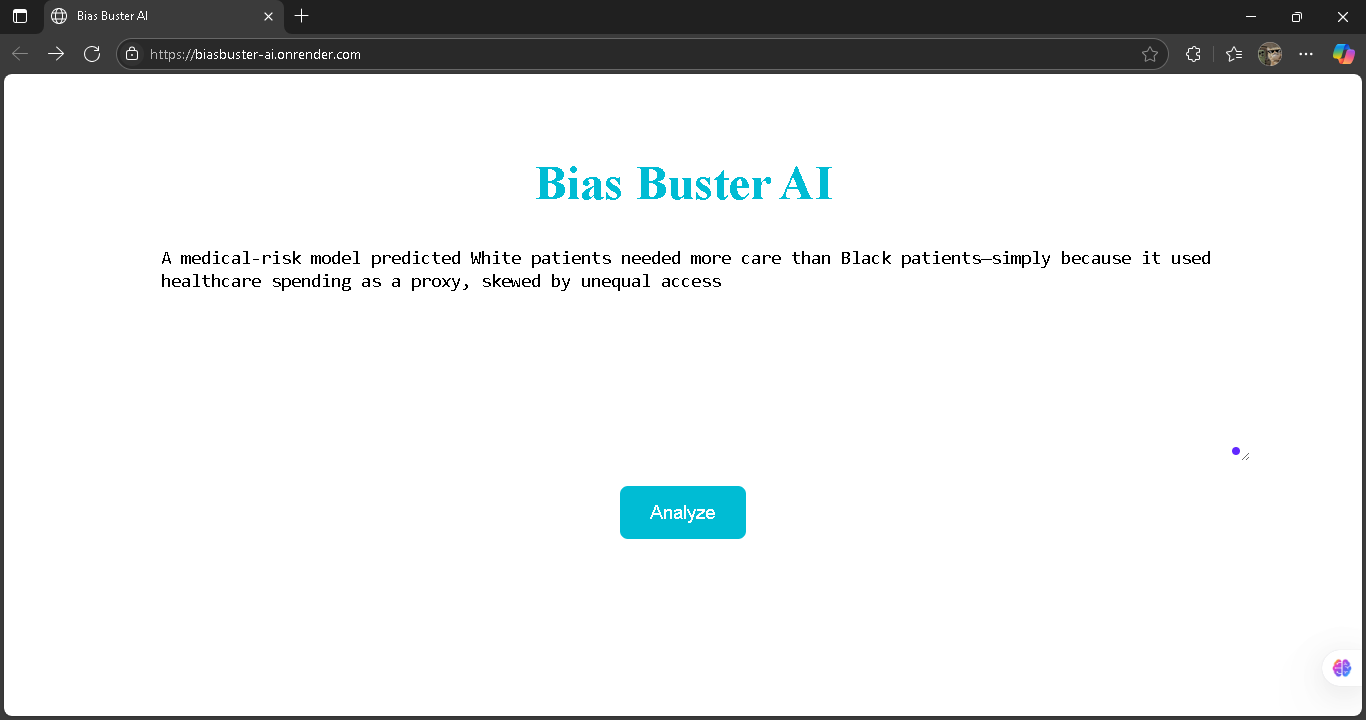 Bias Buster AI
https://biasbuster-ai.onrender.com
Bias Buster AI
A medical-risk model predicted White patients needed more care than Black patients—simply because it used
healthcare spending as a proxy, skewed by unequal access
Analyze